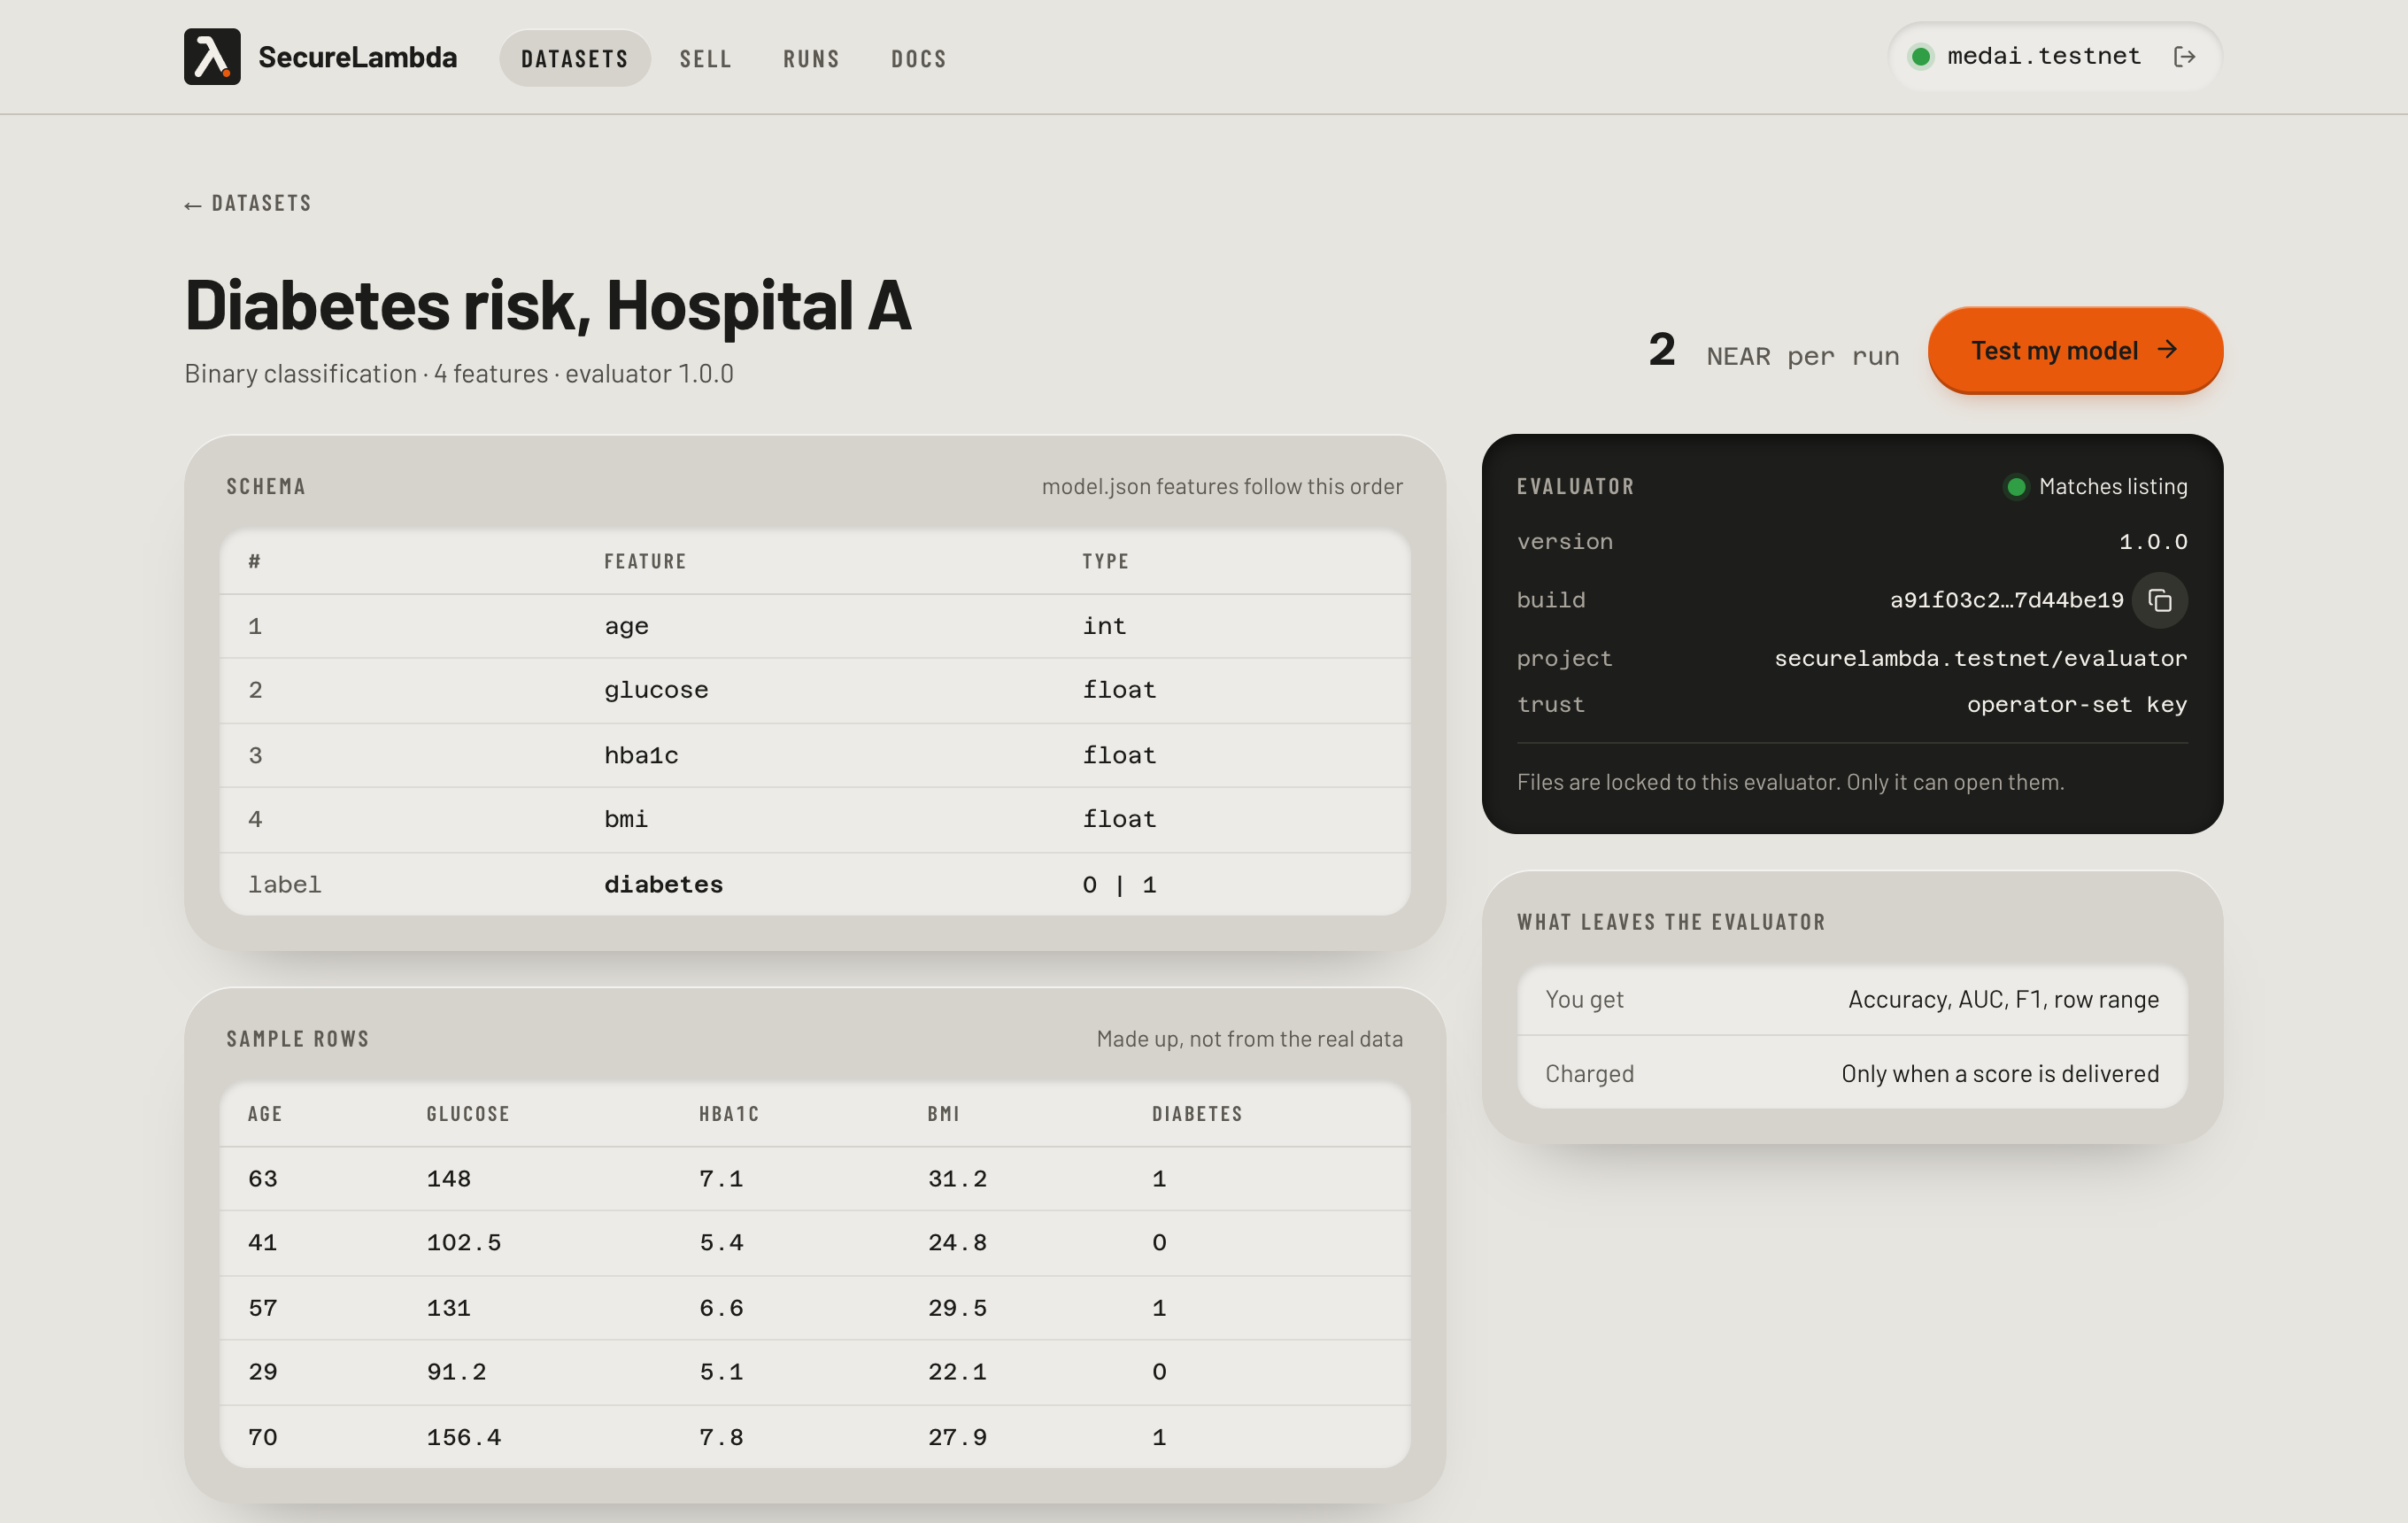 SecureLambda
DATASETS
SELL
RUNS
DOCS
medai.testnet
← DATASETS
Diabetes risk, Hospital A
Binary classification · 4 features · evaluator 1.0.0
2 NEAR per run
Test my model →
SCHEMA
model.json features follow this order
# FEATURE TYPE
1 age int
2 glucose float
3 hba1c float
4 bmi float
label diabetes 0 | 1
EVALUATOR
Matches listing
version 1.0.0
build a91f03c2…7d44be19
project securelambda.testnet/evaluator
trust operator-set key
Files are locked to this evaluator. Only it can open them.
WHAT LEAVES THE EVALUATOR
You get Accuracy, AUC, F1, row range
Charged Only when a score is delivered
SAMPLE ROWS
Made up, not from the real data
AGE GLUCOSE HBA1C BMI DIABETES
63 148 7.1 31.2 1
41 102.5 5.4 24.8 0
57 131 6.6 29.5 1
29 91.2 5.1 22.1 0
70 156.4 7.8 27.9 1